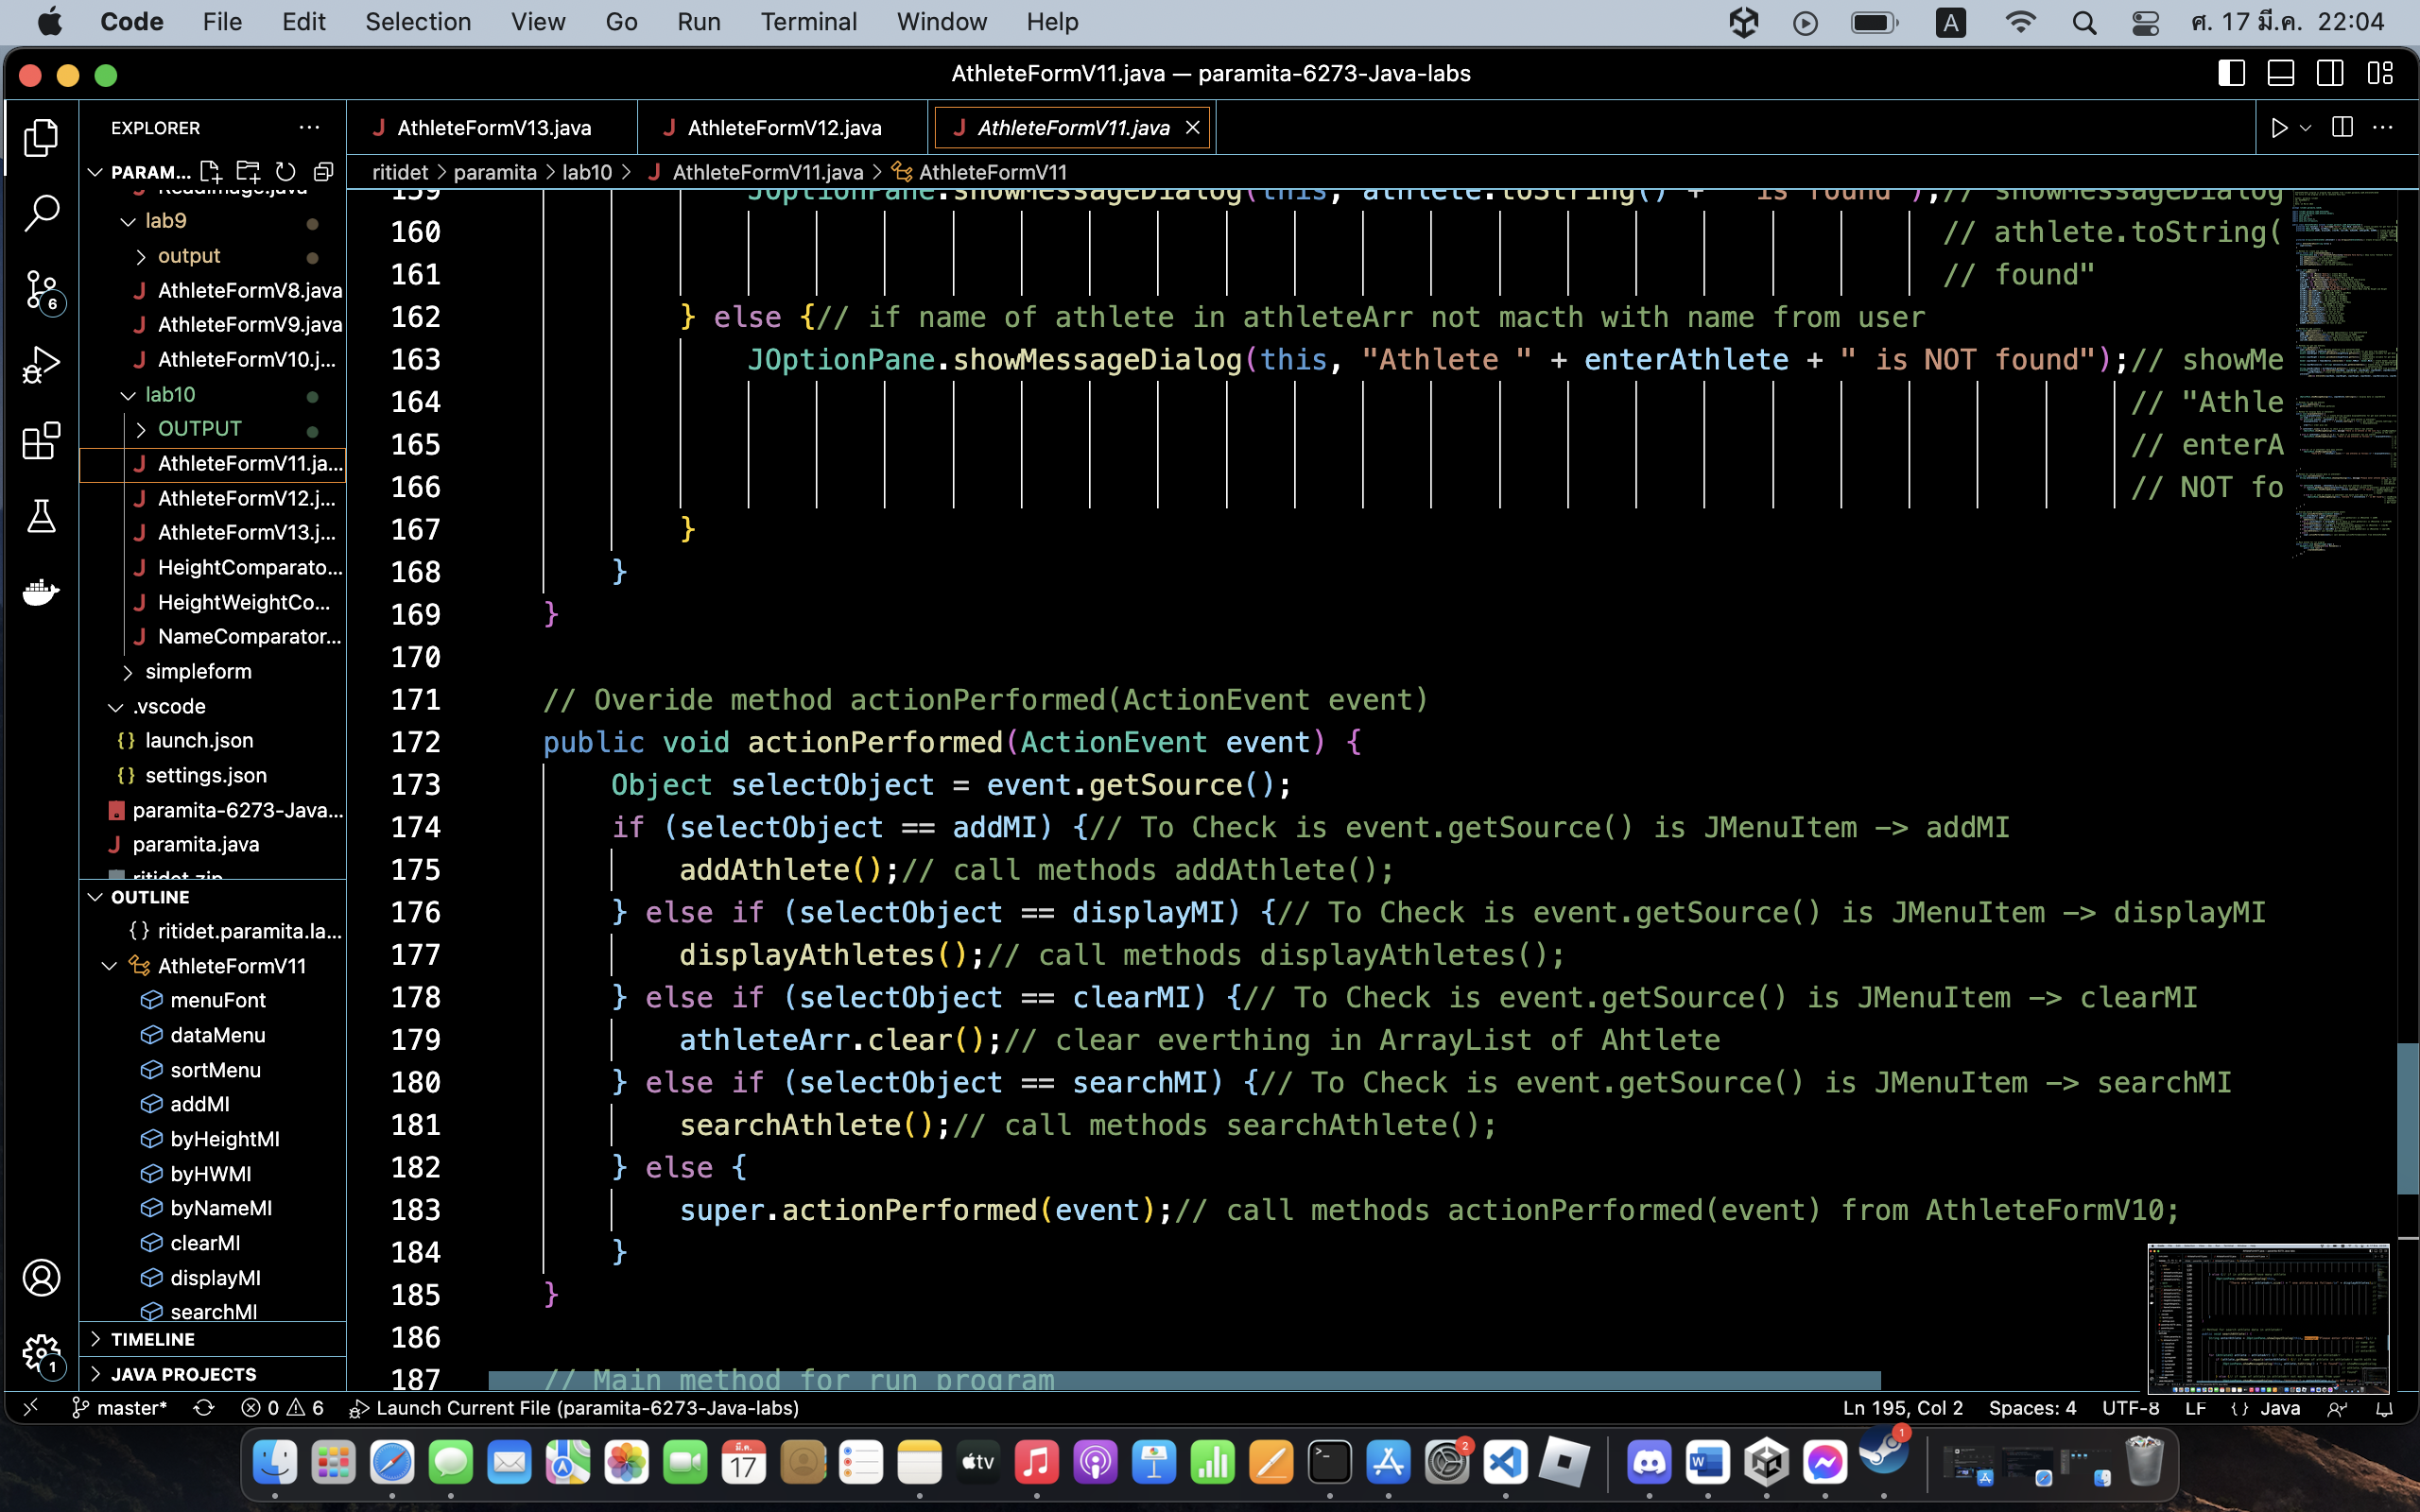 Code File Edit Selection View Go Run Terminal Window Help A ศ. 17 มี.ค. 22:04
AthleteFormV11.java — paramita-6273-Java-labs
EXPLORER
AthleteFormV13.java AthleteFormV12.java AthleteFormV11.java
PARAM...
ritidet > paramita > lab10 > AthleteFormV11.java > AthleteFormV11
ReadImage.java
lab9
output
AthleteFormV8.java
AthleteFormV9.java
AthleteFormV10.j...
lab10
OUTPUT
AthleteFormV11.ja...
AthleteFormV12.j...
AthleteFormV13.j...
HeightComparato...
HeightWeightCo...
NameComparator...
simpleform
.vscode
{} launch.json
{} settings.json
paramita-6273-Java...
paramita.java
ritidet.zip
OUTLINE
{} ritidet.paramita.la...
AthleteFormV11
menuFont
dataMenu
sortMenu
addMI
byHeightMI
byHWMI
byNameMI
clearMI
displayMI
searchMI
TIMELINE
JAVA PROJECTS
6
1
159 JOptionPane.showMessageDialog(this, athlete.toString() + " is found");// showMessageDialog
160 // athlete.toString(
161 // found"
162 } else {// if name of athlete in athleteArr not macth with name from user
163 JOptionPane.showMessageDialog(this, "Athlete " + enterAthlete + " is NOT found");// showMe
164 // "Athle
165 // enterA
166 // NOT fo
167 }
168 }
169 }
170
171 // Overide method actionPerformed(ActionEvent event)
172 public void actionPerformed(ActionEvent event) {
173 Object selectObject = event.getSource();
174 if (selectObject == addMI) {// To Check is event.getSource() is JMenuItem -> addMI
175 addAthlete();// call methods addAthlete();
176 } else if (selectObject == displayMI) {// To Check is event.getSource() is JMenuItem -> displayMI
177 displayAthletes();// call methods displayAthletes();
178 } else if (selectObject == clearMI) {// To Check is event.getSource() is JMenuItem -> clearMI
179 athleteArr.clear();// clear everthing in ArrayList of Ahtlete
180 } else if (selectObject == searchMI) {// To Check is event.getSource() is JMenuItem -> searchMI
181 searchAthlete();// call methods searchAthlete();
182 } else {
183 super.actionPerformed(event);// call methods actionPerformed(event) from AthleteFormV10;
184 }
185 }
186
187 // Main method for run program
master* 0 6 Launch Current File (paramita-6273-Java-labs) Ln 195, Col 2 Spaces: 4 UTF-8 LF {} Java
มี.ค.
17
tv
2
W
1